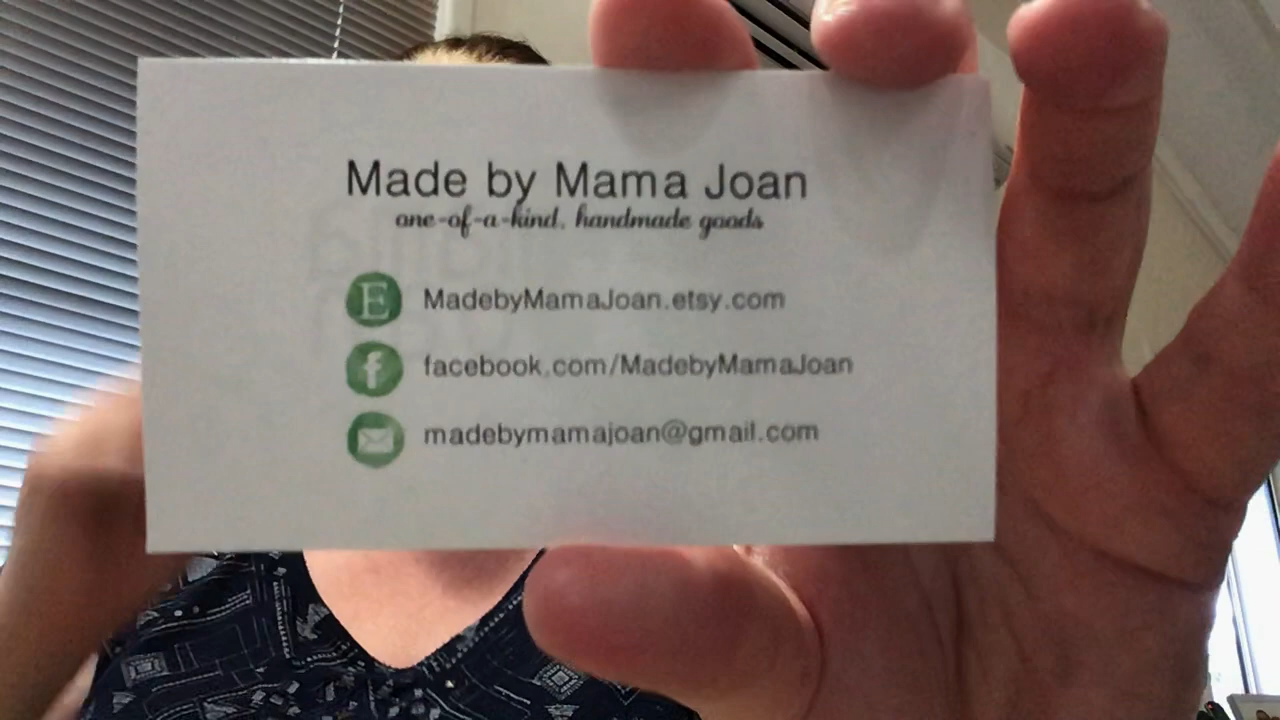 Made by Mama Joan
one-of-a-kind, handmade goods
E MadebyMamaJoan.etsy.com
f facebook.com/MadebyMamaJoan
madebymamajoan@gmail.com